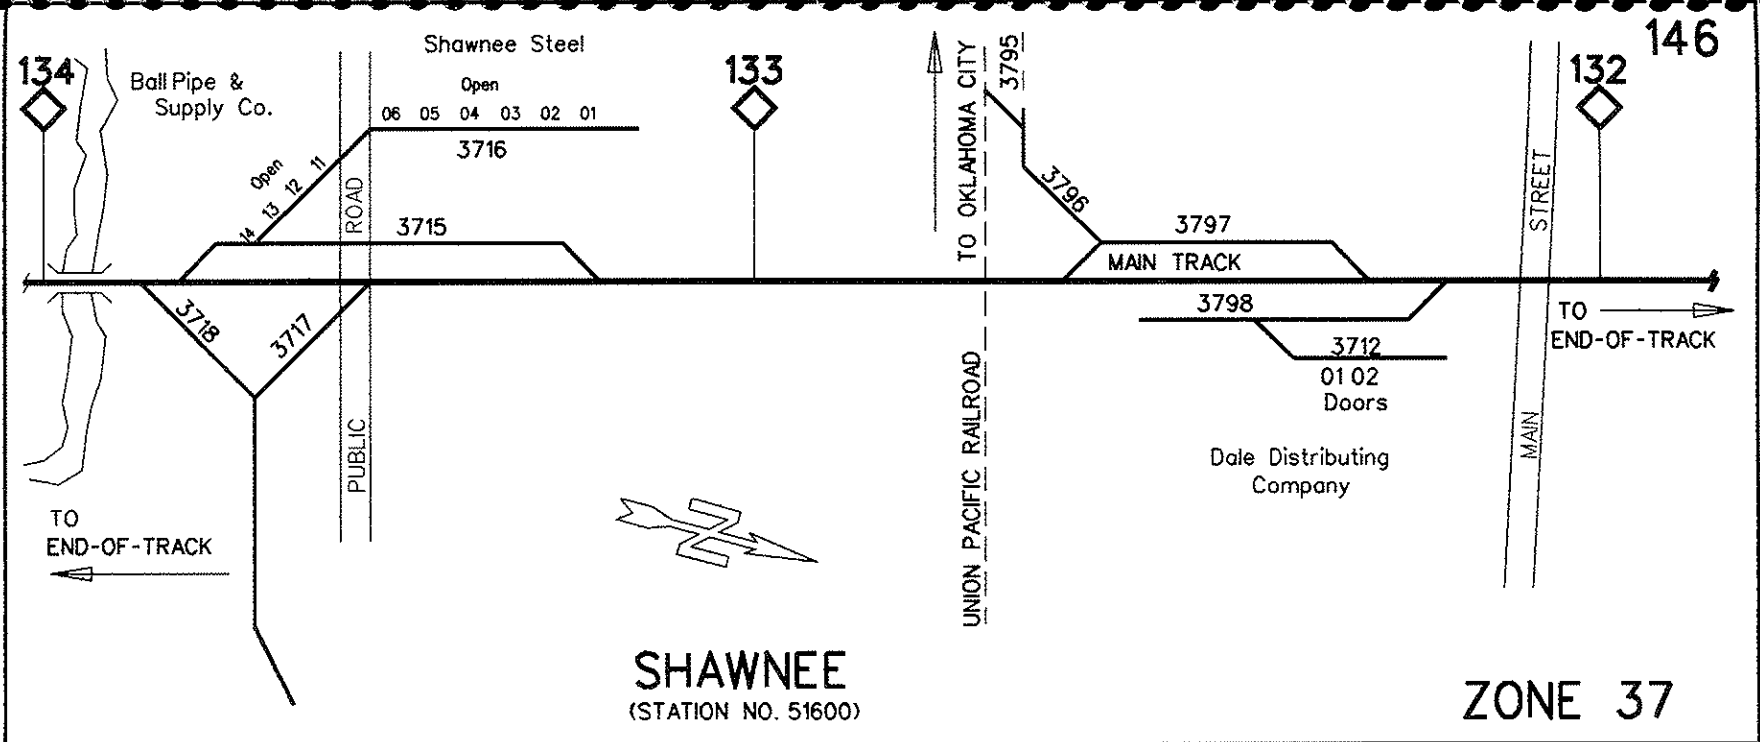 146
134
Ball Pipe &
Supply Co.
Shawnee Steel
Open
06 05 04 03 02 01
3716
Open
14 13 12 11
3715
3718
3717
PUBLIC ROAD
133
TO OKLAHOMA CITY
UNION PACIFIC RAILROAD
3795
3796
3797
MAIN TRACK
3798
3712
01 02
Doors
Dale Distributing
Company
132
MAIN STREET
TO
END-OF-TRACK
TO
END-OF-TRACK
N
SHAWNEE
(STATION NO. 51600)
ZONE 37